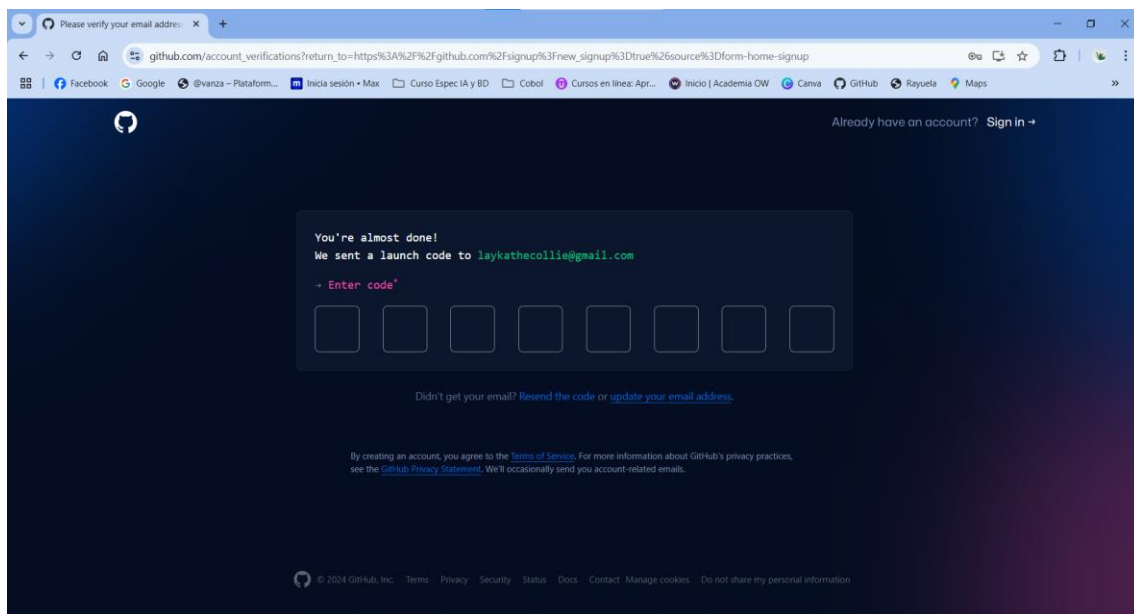 Please verify your email addres
github.com/account_verifications?return_to=https%3A%2F%2Fgithub.com%2Fsignup%3Fnew_signup%3Dtrue%26source%3Dform-home-signup
Facebook Google @vanza – Plataform... Inicia sesión • Max Curso Espec IA y BD Cobol Cursos en línea: Apr... Inicio | Academia OW Canva GitHub Rayuela Maps »
Already have an account? Sign in →
You're almost done!
We sent a launch code to laykathecollie@gmail.com
→ Enter code*
Didn't get your email? Resend the code or update your email address.
By creating an account, you agree to the Terms of Service. For more information about GitHub's privacy practices,
see the GitHub Privacy Statement. We'll occasionally send you account-related emails.
© 2024 GitHub, Inc. Terms Privacy Security Status Docs Contact Manage cookies Do not share my personal information